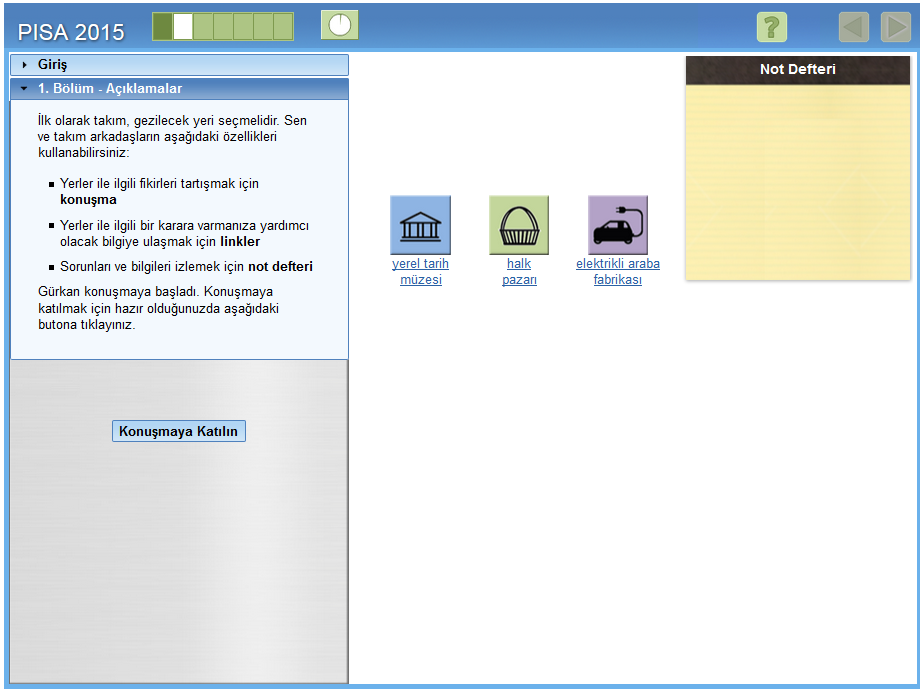 PISA 2015
?
Giriş
1. Bölüm - Açıklamalar
İlk olarak takım, gezilecek yeri seçmelidir. Sen
ve takım arkadaşların aşağıdaki özellikleri
kullanabilirsiniz:
Yerler ile ilgili fikirleri tartışmak için
konuşma
Yerler ile ilgili bir karara varmanıza yardımcı
olacak bilgiye ulaşmak için linkler
Sorunları ve bilgileri izlemek için not defteri
Gürkan konuşmaya başladı. Konuşmaya
katılmak için hazır olduğunuzda aşağıdaki
butona tıklayınız.
Konuşmaya Katılın
yerel tarih
müzesi
halk
pazarı
elektrikli araba
fabrikası
Not Defteri